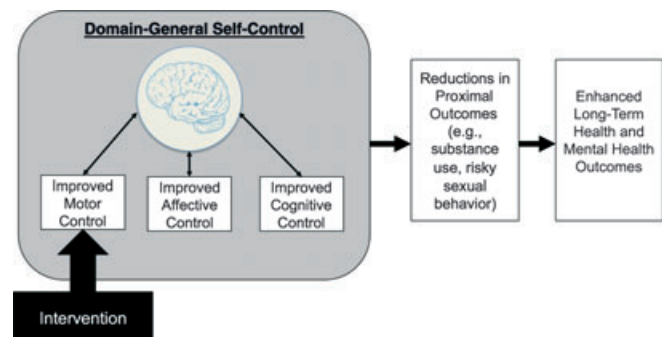 Domain-General Self-Control
Improved
Motor
Control
Improved
Affective
Control
Improved
Cognitive
Control
Intervention
Reductions in
Proximal
Outcomes
(e.g.,
substance
use, risky
sexual
behavior)
Enhanced
Long-Term
Health and
Mental Health
Outcomes